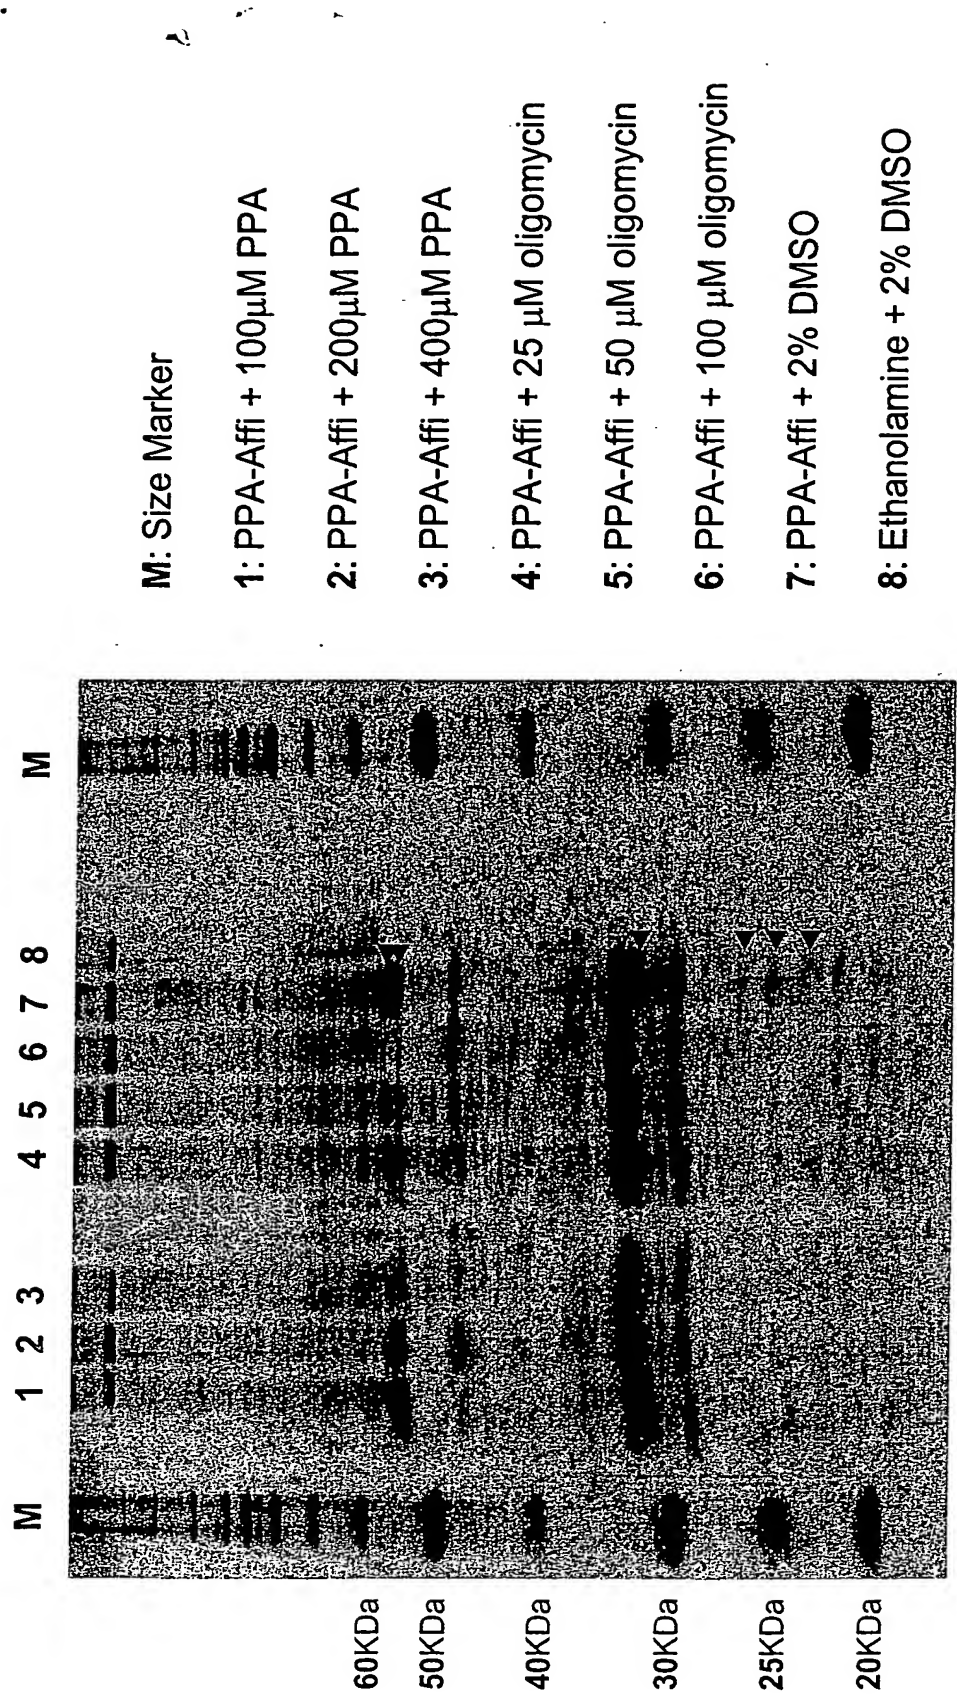 M 1 2 3 4 5 6 7 8 M
60KDa
50KDa
40KDa
30KDa
25KDa
20KDa
M: Size Marker
1: PPA-Affi + 100μM PPA
2: PPA-Affi + 200μM PPA
3: PPA-Affi + 400μM PPA
4: PPA-Affi + 25 μM oligomycin
5: PPA-Affi + 50 μM oligomycin
6: PPA-Affi + 100 μM oligomycin
7: PPA-Affi + 2% DMSO
8: Ethanolamine + 2% DMSO